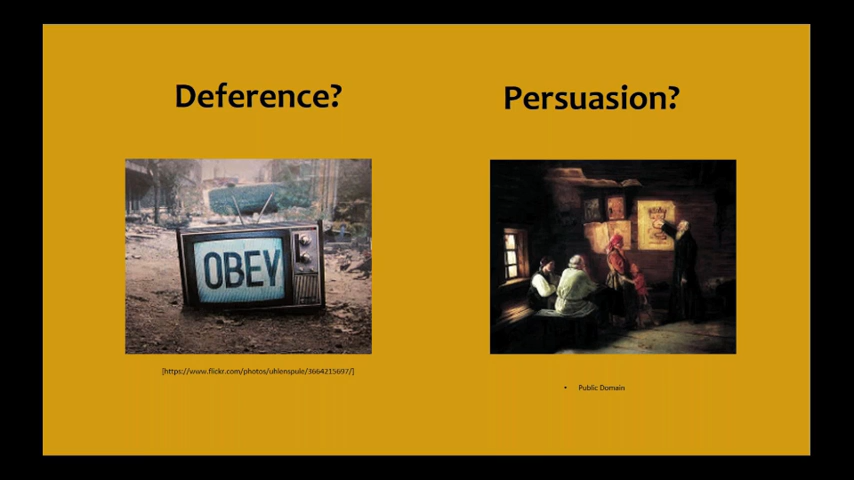 Deference?
Persuasion?
OBEY
[https://www.flickr.com/photos/uhlenspule/3664215697/]
• Public Domain